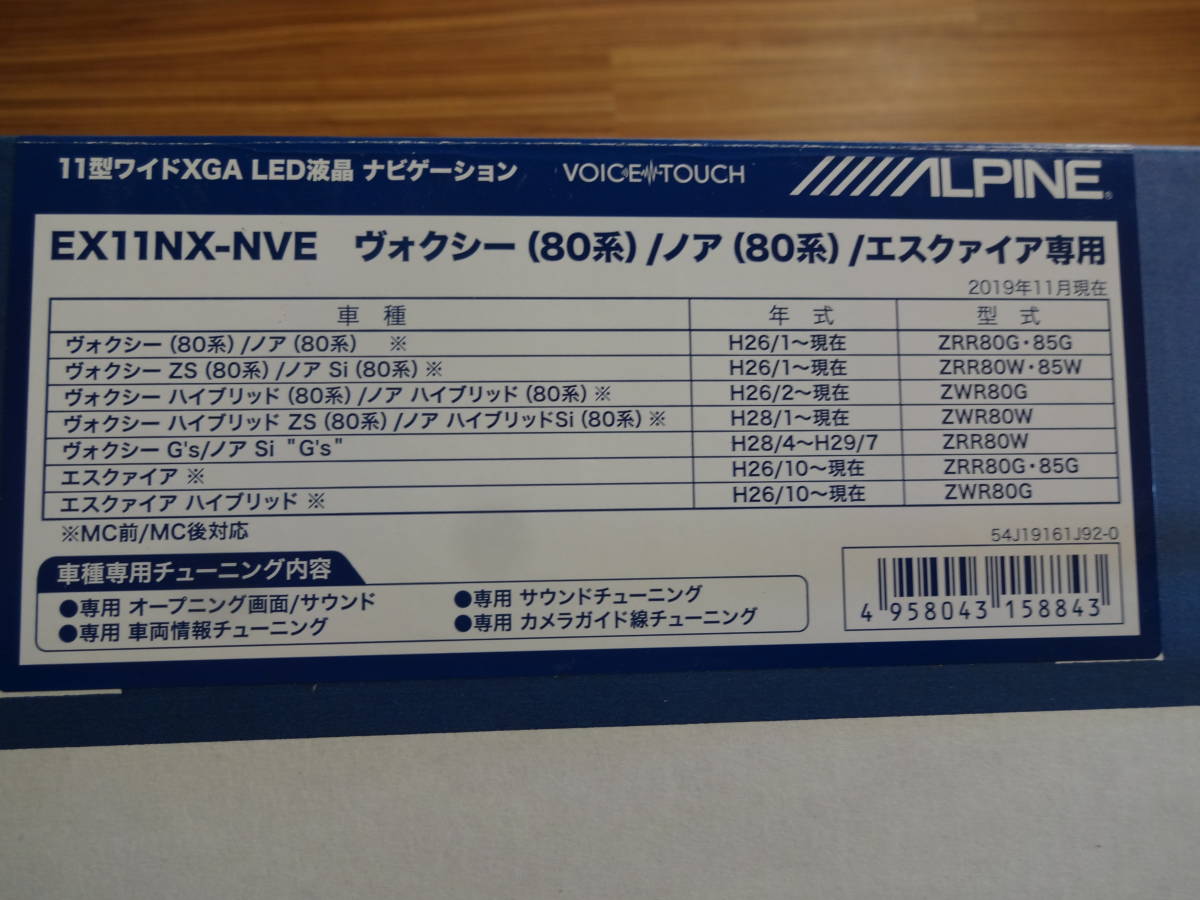 11型ワイドXGA LED液晶 ナビゲーション VOICE TOUCH ALPINE®
EX11NX-NVE ヴォクシー(80系)/ノア(80系)/エスクァイア専用
2019年11月現在
車種 年式 型式
ヴォクシー(80系)/ノア(80系) ※ H26/1〜現在 ZRR80G・85G
ヴォクシー ZS(80系)/ノア Si(80系)※ H26/1〜現在 ZRR80W・85W
ヴォクシー ハイブリッド(80系)/ノア ハイブリッド(80系)※ H26/2〜現在 ZWR80G
ヴォクシー ハイブリッド ZS(80系)/ノア ハイブリッドSi(80系)※ H28/1〜現在 ZWR80W
ヴォクシー G's/ノア Si "G's" H28/4〜H29/7 ZRR80W
エスクァイア ※ H26/10〜現在 ZRR80G・85G
エスクァイア ハイブリッド ※ H26/10〜現在 ZWR80G
※MC前/MC後対応
54J19161J92-0
車種専用チューニング内容
●専用 オープニング画面/サウンド ●専用 サウンドチューニング
●専用 車両情報チューニング ●専用 カメラガイド線チューニング
4 958043 158843